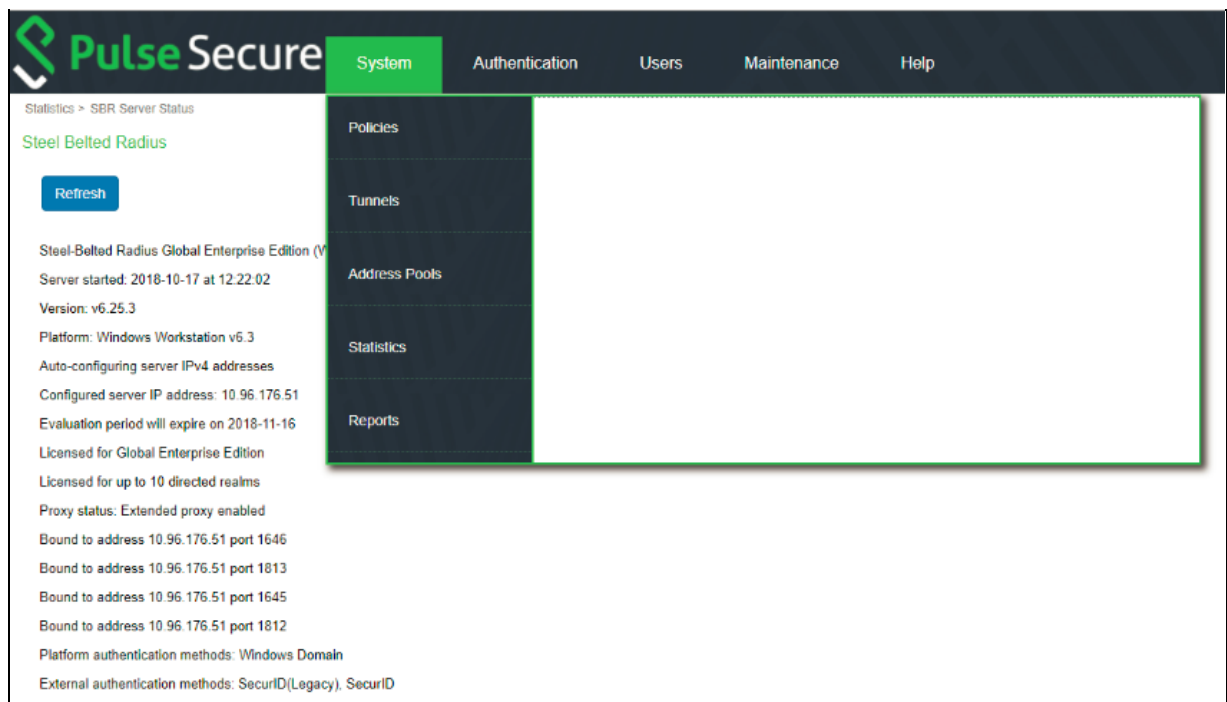 Pulse Secure
System Authentication Users Maintenance Help
Statistics > SBR Server Status
Steel Belted Radius
Refresh
Policies
Tunnels
Address Pools
Statistics
Reports
Steel-Belted Radius Global Enterprise Edition
Server started: 2018-10-17 at 12:22:02
Version: v6.25.3
Platform: Windows Workstation v6.3
Auto-configuring server IPv4 addresses
Configured server IP address: 10.96.176.51
Evaluation period will expire on 2018-11-16
Licensed for Global Enterprise Edition
Licensed for up to 10 directed realms
Proxy status: Extended proxy enabled
Bound to address 10.96.176.51 port 1646
Bound to address 10.96.176.51 port 1813
Bound to address 10.96.176.51 port 1645
Bound to address 10.96.176.51 port 1812
Platform authentication methods: Windows Domain
External authentication methods: SecurID(Legacy), SecurID